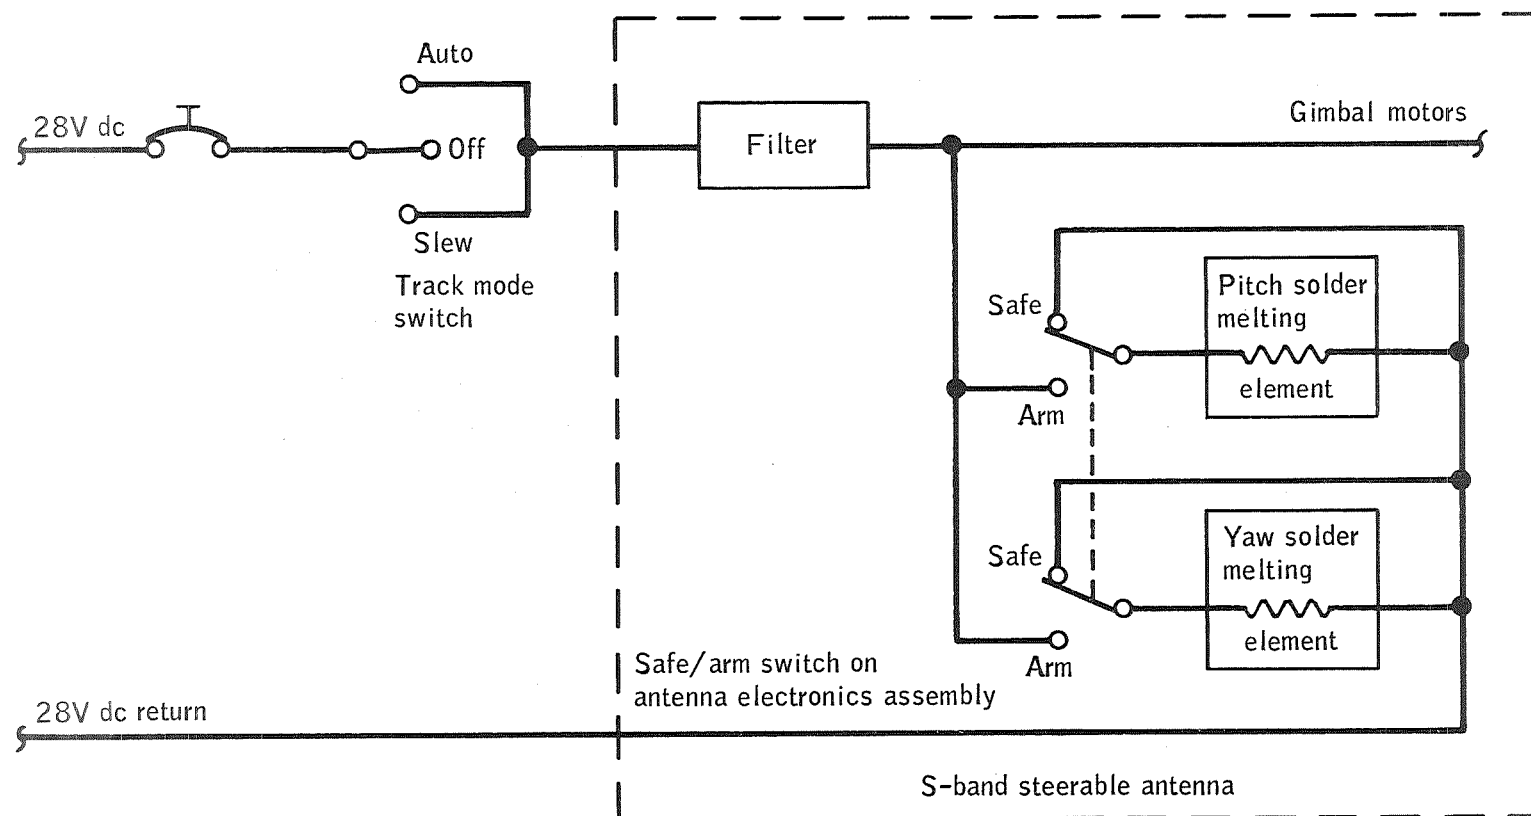 Auto
28V dc
Off
Filter
Gimbal motors
Slew
Track mode
switch
Safe
Pitch solder
melting
element
Arm
Safe
Yaw solder
melting
element
Arm
Safe/arm switch on
antenna electronics assembly
28V dc return
S-band steerable antenna